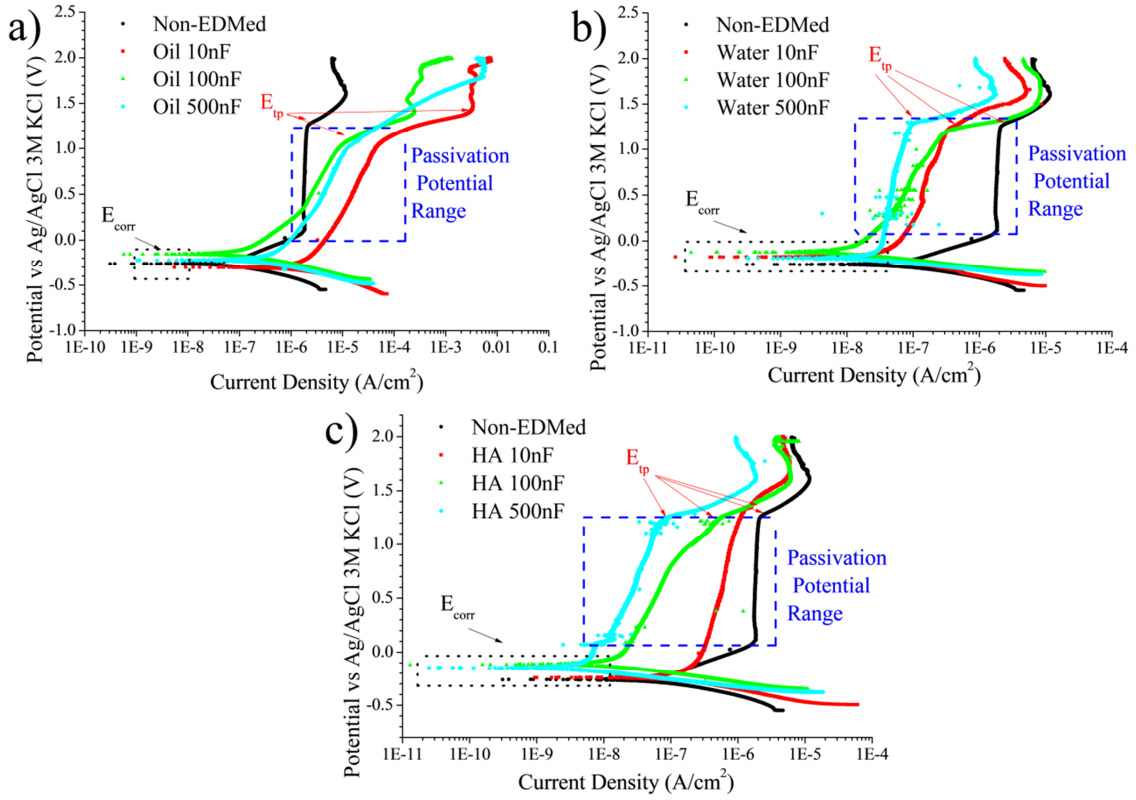 a)
Non-EDMed
Oil 10nF
Oil 100nF
Oil 500nF
E_tp
Passivation
Potential
Range
E_corr
Potential vs Ag/AgCl 3M KCl (V)
2.5
2.0
1.5
1.0
0.5
0.0
-0.5
-1.0
1E-10 1E-9 1E-8 1E-7 1E-6 1E-5 1E-4 1E-3 0.01 0.1
Current Density (A/cm²)
b)
Non-EDMed
Water 10nF
Water 100nF
Water 500nF
E_tp
Passivation
Potential
Range
E_corr
Potential vs Ag/AgCl 3M KCl (V)
2.5
2.0
1.5
1.0
0.5
0.0
-0.5
-1.0
1E-11 1E-10 1E-9 1E-8 1E-7 1E-6 1E-5 1E-4
Current Density (A/cm²)
c)
Non-EDMed
HA 10nF
HA 100nF
HA 500nF
E_tp
Passivation
Potential
Range
E_corr
Potential vs Ag/AgCl 3M KCl (V)
2.0
1.5
1.0
0.5
0.0
-0.5
1E-11 1E-10 1E-9 1E-8 1E-7 1E-6 1E-5 1E-4
Current Density (A/cm²)